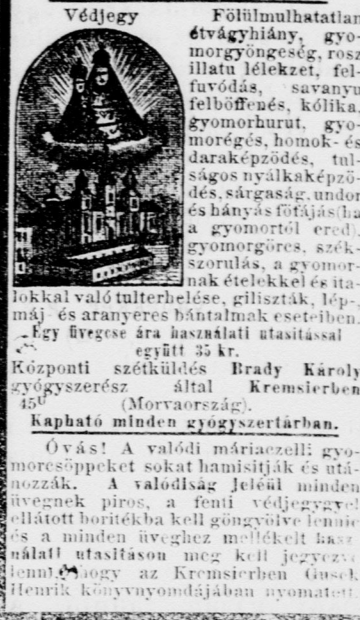 Védjegy
Fölülmulhatatlan
étvágyhiány, gyo-
morgyöngeség, rosz
illatu lélekzet, fel-
fuvódás, savanyu
felböffenés, kólika,
gyomorhurut, gyo-
morégés, homok- és
daraképződés, tul-
ságos nyálkaképző-
dés, sárgaság, undor
és hányás főfájás (ha
a gyomortól ered),
gyomorgörcs, szék-
szorulás, a gyomor-
nak ételekkel és ita-
lokkal való tulterhelése, giliszták, lép-
máj- és aranyeres bántalmak eseteiben.
Egy üvegcse ára használati utasitással
együtt 35 kr.
Központi szétküldés Brady Károly
gyógyszerész által Kremsierben
450 (Morvaország).
Kapható minden gyógyszertárban.
Óvás! A valódi máriaczelli gyo-
morcsöppeket sokat hamisitják és utá-
nozzák. A valódiság jeléül minden
üvegnek piros, a fenti védjegygyel
ellátott boritékba kell göngyölve lennie
és a minden üveghez mellékelt hasz-
nálati utasitáson meg kell jegyezve
lenni, hogy az Kremsierben Gusek
Henrik könyvnyomdájában nyomatott.